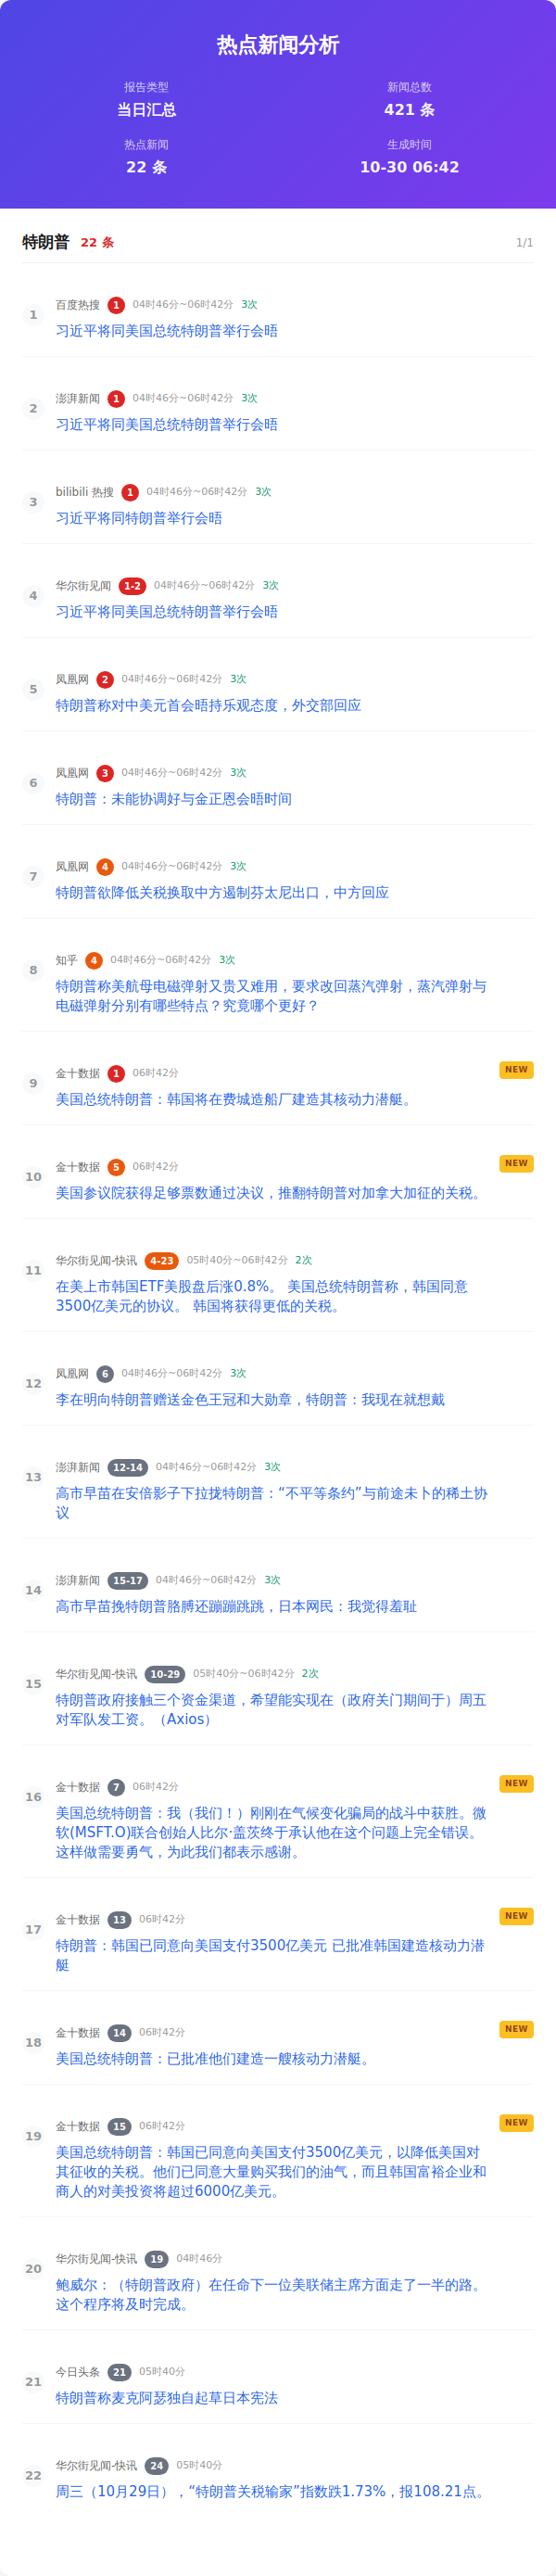 热点新闻分析
报告类型
当日汇总
新闻总数
421 条
热点新闻
22 条
生成时间
10-30 06:42
特朗普 22 条 1/1
1
百度热搜 1 04时46分~06时42分 3次
习近平将同美国总统特朗普举行会晤
2
澎湃新闻 1 04时46分~06时42分 3次
习近平将同美国总统特朗普举行会晤
3
bilibili 热搜 1 04时46分~06时42分 3次
习近平将同特朗普举行会晤
4
华尔街见闻 1-2 04时46分~06时42分 3次
习近平将同美国总统特朗普举行会晤
5
凤凰网 2 04时46分~06时42分 3次
特朗普称对中美元首会晤持乐观态度，外交部回应
6
凤凰网 3 04时46分~06时42分 3次
特朗普：未能协调好与金正恩会晤时间
7
凤凰网 4 04时46分~06时42分 3次
特朗普欲降低关税换取中方遏制芬太尼出口，中方回应
8
知乎 4 04时46分~06时42分 3次
特朗普称美航母电磁弹射又贵又难用，要求改回蒸汽弹射，蒸汽弹射与
电磁弹射分别有哪些特点？究竟哪个更好？
9
金十数据 1 06时42分 NEW
美国总统特朗普：韩国将在费城造船厂建造其核动力潜艇。
10
金十数据 5 06时42分 NEW
美国参议院获得足够票数通过决议，推翻特朗普对加拿大加征的关税。
11
华尔街见闻-快讯 4-23 05时40分~06时42分 2次
在美上市韩国ETF美股盘后涨0.8%。 美国总统特朗普称，韩国同意
3500亿美元的协议。 韩国将获得更低的关税。
12
凤凰网 6 04时46分~06时42分 3次
李在明向特朗普赠送金色王冠和大勋章，特朗普：我现在就想戴
13
澎湃新闻 12-14 04时46分~06时42分 3次
高市早苗在安倍影子下拉拢特朗普：“不平等条约”与前途未卜的稀土协
议
14
澎湃新闻 15-17 04时46分~06时42分 3次
高市早苗挽特朗普胳膊还蹦蹦跳跳，日本网民：我觉得羞耻
15
华尔街见闻-快讯 10-29 05时40分~06时42分 2次
特朗普政府接触三个资金渠道，希望能实现在（政府关门期间于）周五
对军队发工资。（Axios）
16
金十数据 7 06时42分 NEW
美国总统特朗普：我（我们！）刚刚在气候变化骗局的战斗中获胜。微
软(MSFT.O)联合创始人比尔·盖茨终于承认他在这个问题上完全错误。
这样做需要勇气，为此我们都表示感谢。
17
金十数据 13 06时42分 NEW
特朗普：韩国已同意向美国支付3500亿美元 已批准韩国建造核动力潜
艇
18
金十数据 14 06时42分 NEW
美国总统特朗普：已批准他们建造一艘核动力潜艇。
19
金十数据 15 06时42分 NEW
美国总统特朗普：韩国已同意向美国支付3500亿美元，以降低美国对
其征收的关税。他们已同意大量购买我们的油气，而且韩国富裕企业和
商人的对美投资将超过6000亿美元。
20
华尔街见闻-快讯 19 04时46分
鲍威尔：（特朗普政府）在任命下一位美联储主席方面走了一半的路。
这个程序将及时完成。
21
今日头条 21 05时40分
特朗普称麦克阿瑟独自起草日本宪法
22
华尔街见闻-快讯 24 05时40分
周三（10月29日），“特朗普关税输家”指数跌1.73%，报108.21点。